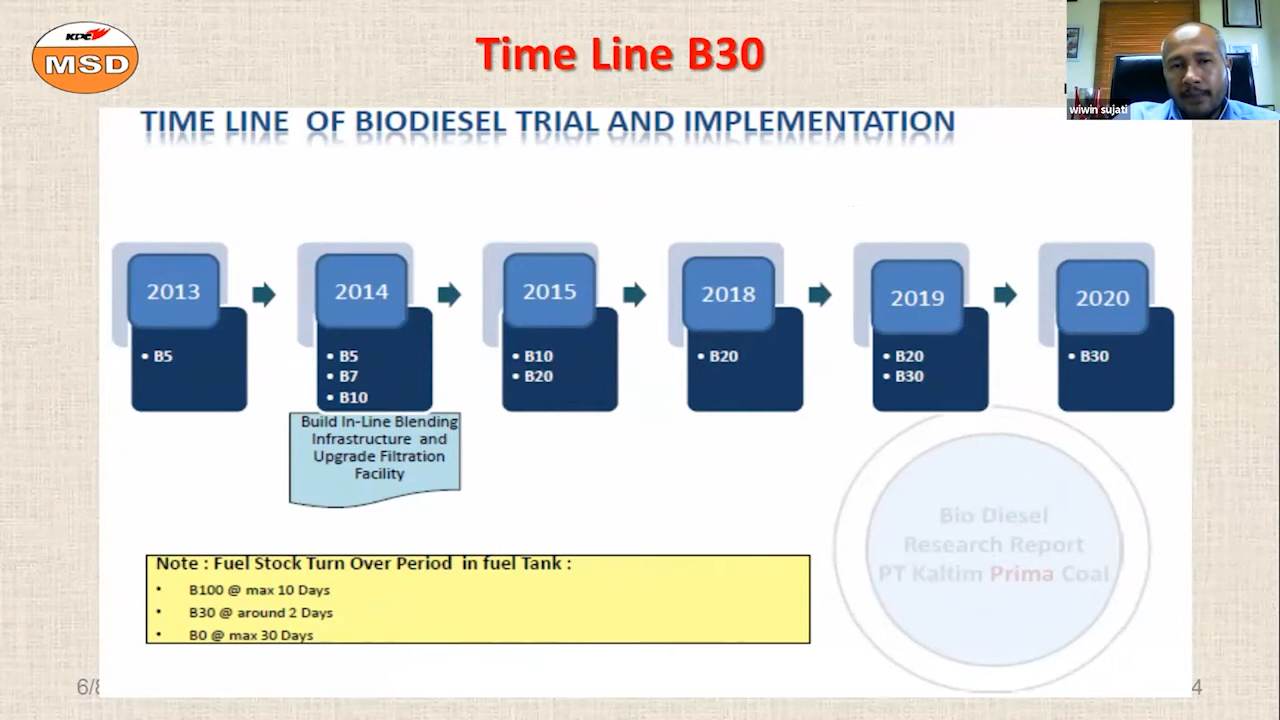 KPC
MSD
Time Line B30
wiwin sujati
TIME LINE OF BIODIESEL TRIAL AND IMPLEMENTATION
2013
• B5
2014
• B5
• B7
• B10
Build In-Line Blending
Infrastructure and
Upgrade Filtration
Facility
2015
• B10
• B20
2018
• B20
2019
• B20
• B30
2020
• B30
Bio Diesel
Research Report
PT Kaltim Prima Coal
Note : Fuel Stock Turn Over Period in fuel Tank :
• B100 @ max 10 Days
• B30 @ around 2 Days
• B0 @ max 30 Days
6/8
4